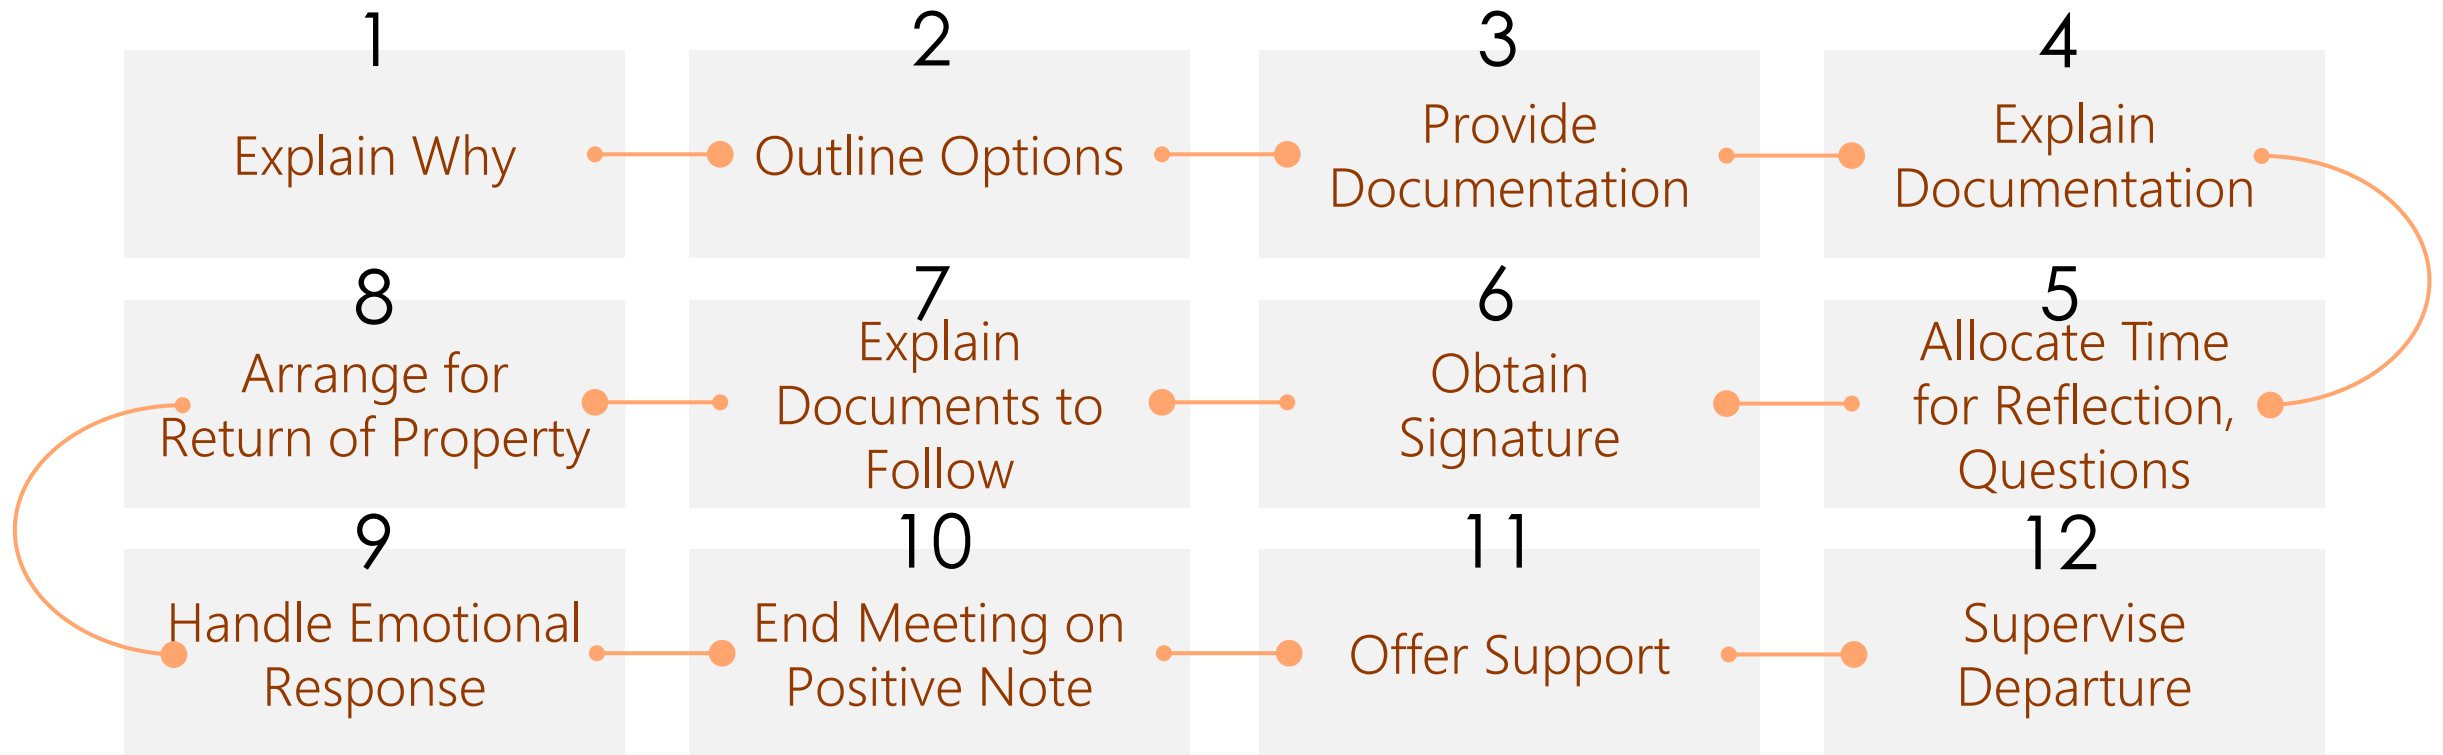 1
Explain Why
2
Outline Options
3
Provide
Documentation
4
Explain
Documentation
5
Allocate Time
for Reflection,
Questions
6
Obtain
Signature
7
Explain
Documents to
Follow
8
Arrange for
Return of Property
9
Handle Emotional
Response
10
End Meeting on
Positive Note
11
Offer Support
12
Supervise
Departure